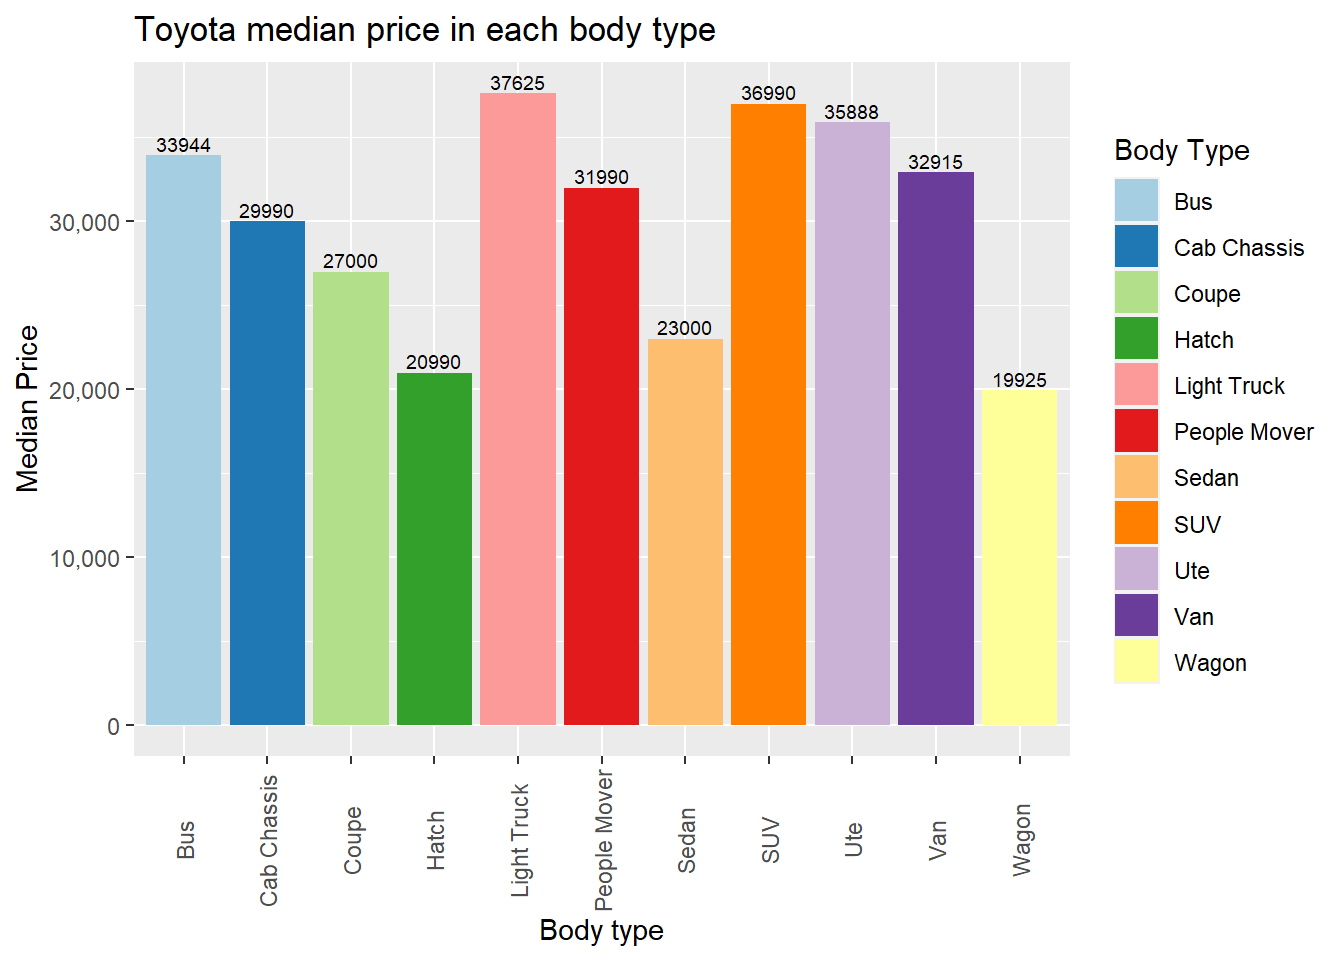 Toyota median price in each body type
37625
36990
35888
33944
32915
31990
29990
27000
23000
20990
19925
30,000
20,000
10,000
0
Median Price
Bus
Cab Chassis
Coupe
Hatch
Light Truck
People Mover
Sedan
SUV
Ute
Van
Wagon
Body type
Body Type
Bus
Cab Chassis
Coupe
Hatch
Light Truck
People Mover
Sedan
SUV
Ute
Van
Wagon